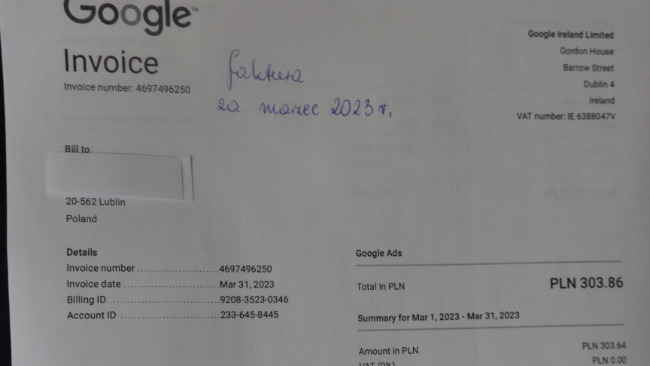 Google
Invoice
Invoice number: 4697496250
faktura
za marzec 2023 r.
Google Ireland Limited
Gordon House
Barrow Street
Dublin 4
Ireland
VAT number: IE 6388047V
Bill to
20-562 Lublin
Poland
Details
Invoice number 4697496250
Invoice date Mar 31, 2023
Billing ID 9208-3523-0346
Account ID 233-645-8445
Google Ads
Total in PLN PLN 303.86
Summary for Mar 1, 2023 - Mar 31, 2023
Amount in PLN PLN 303.64
VAT (0%) PLN 0.00